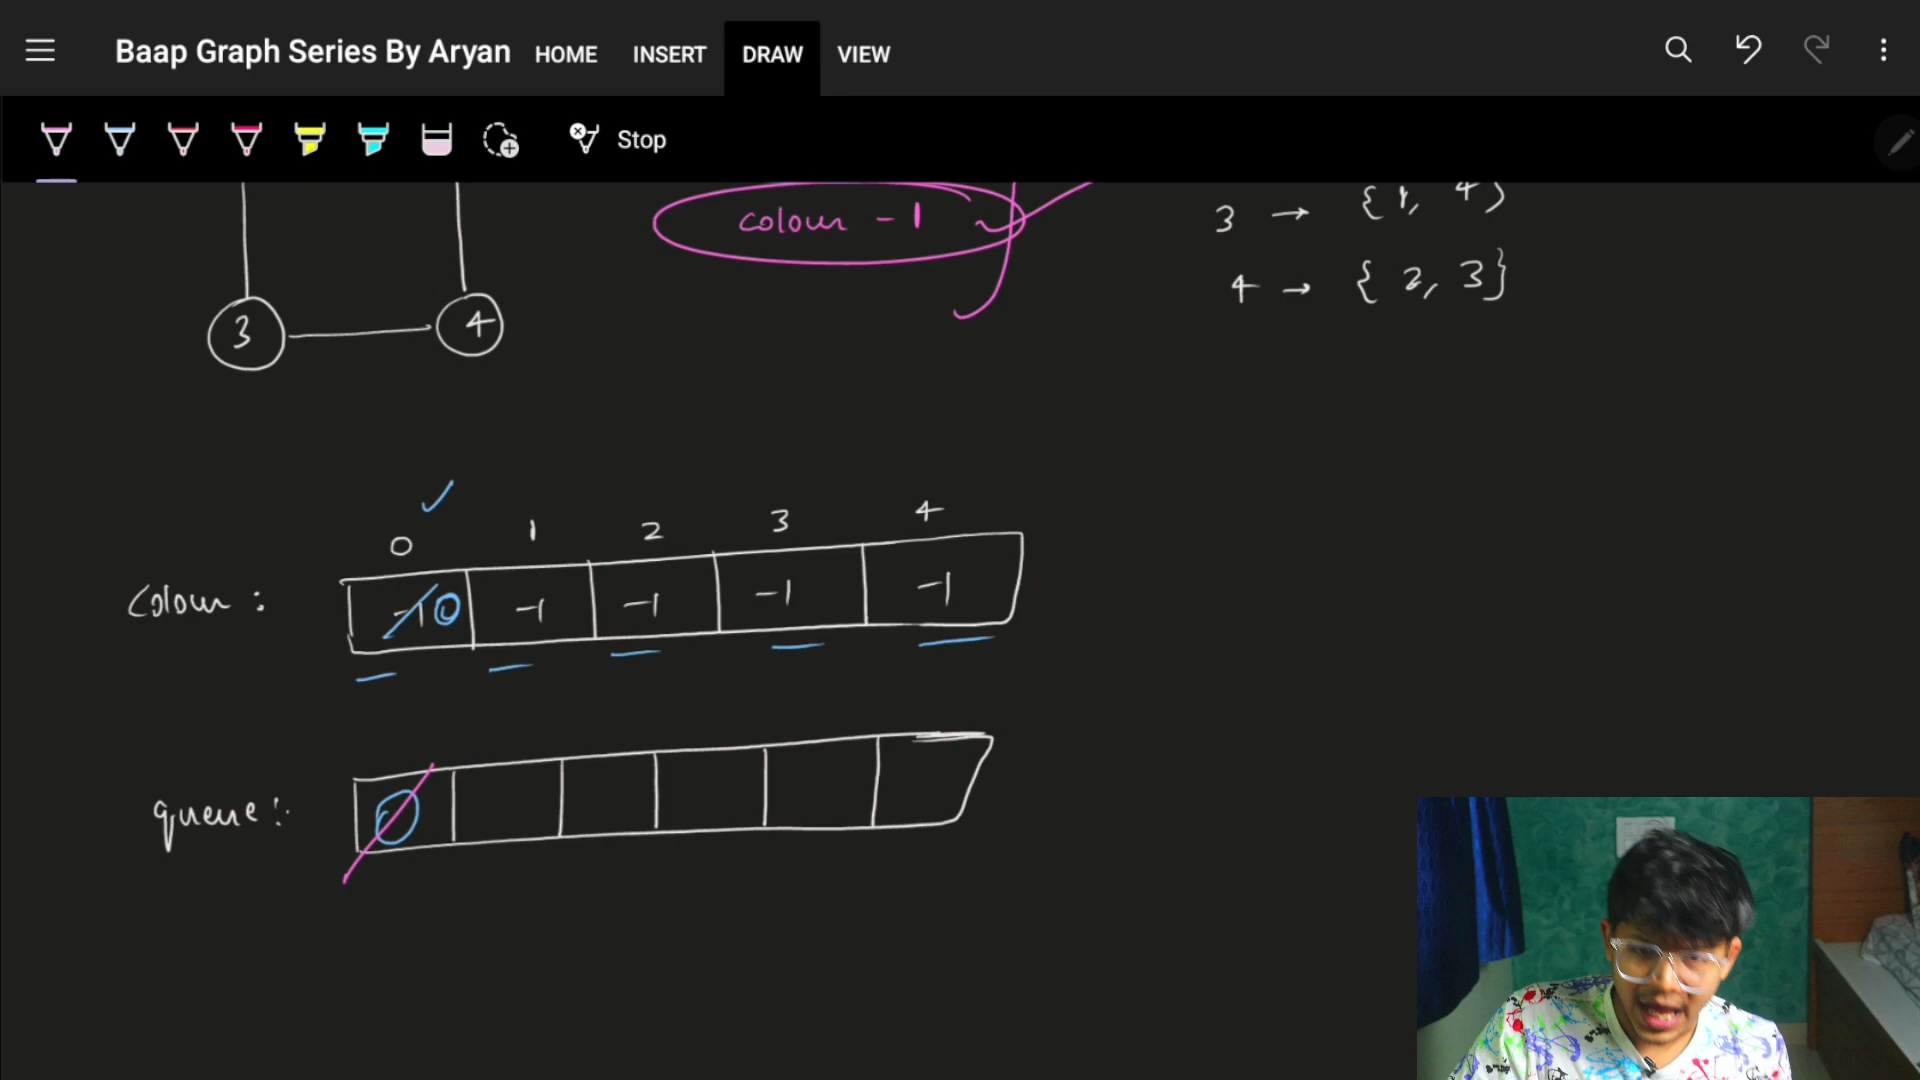 Baap Graph Series By Aryan HOME INSERT DRAW VIEW
Stop
colour - 1
3 → {1, 4}
4 → {2, 3}
3 4
0 1 2 3 4
Colour : -1 0 -1 -1 -1 -1
queue : 0